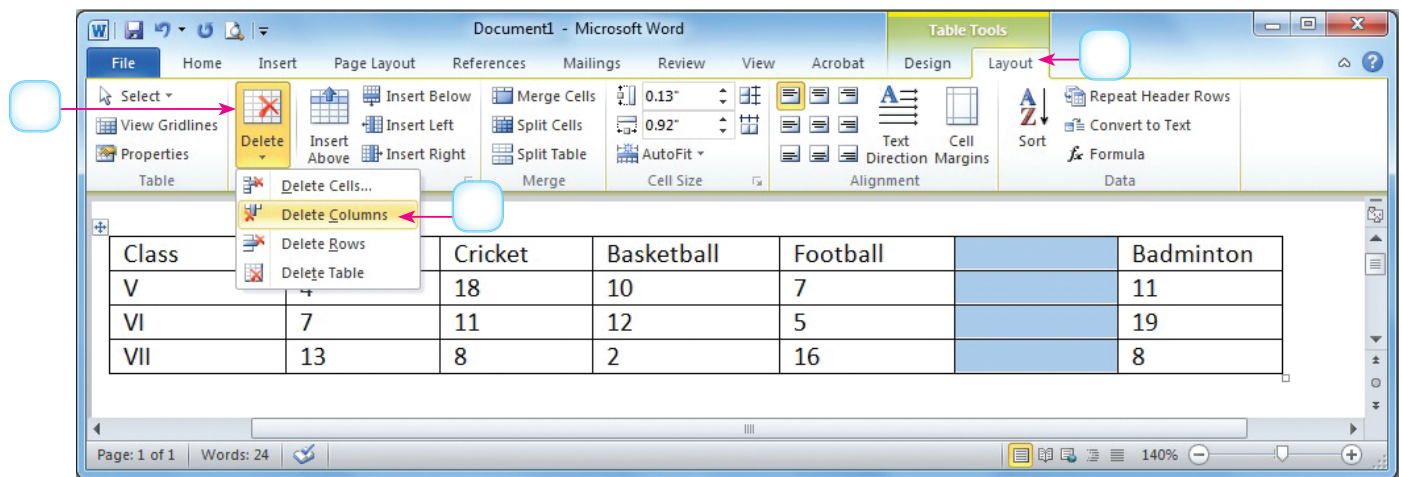 Document1 - Microsoft Word Table Tools
File Home Insert Page Layout References Mailings Review View Acrobat Design Layout
Select Insert Below Merge Cells 0.13" Repeat Header Rows
View Gridlines Insert Left Split Cells 0.92" Convert to Text
Delete Insert Above Text Direction Cell Margins Sort
Properties Insert Right Split Table AutoFit Formula
Table Merge Cell Size Alignment Data
Delete Cells...
Delete Columns
Delete Rows
Delete Table
Class Cricket Basketball Football Badminton
V 4 18 10 7 11
VI 7 11 12 5 19
VII 13 8 2 16 8
Page: 1 of 1 Words: 24 140%